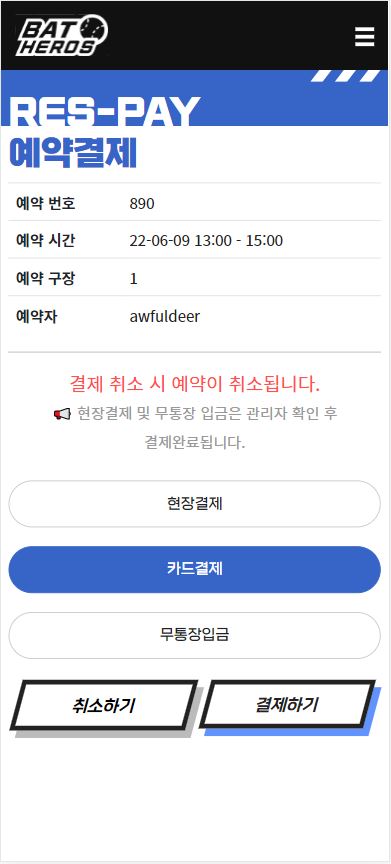 BAT
HEROS
RES-PAY
예약결제
예약 번호 890
예약 시간 22-06-09 13:00 - 15:00
예약 구장 1
예약자 awfuldeer
결제 취소 시 예약이 취소됩니다.
현장결제 및 무통장 입금은 관리자 확인 후
결제완료됩니다.
현장결제
카드결제
무통장입금
취소하기 결제하기